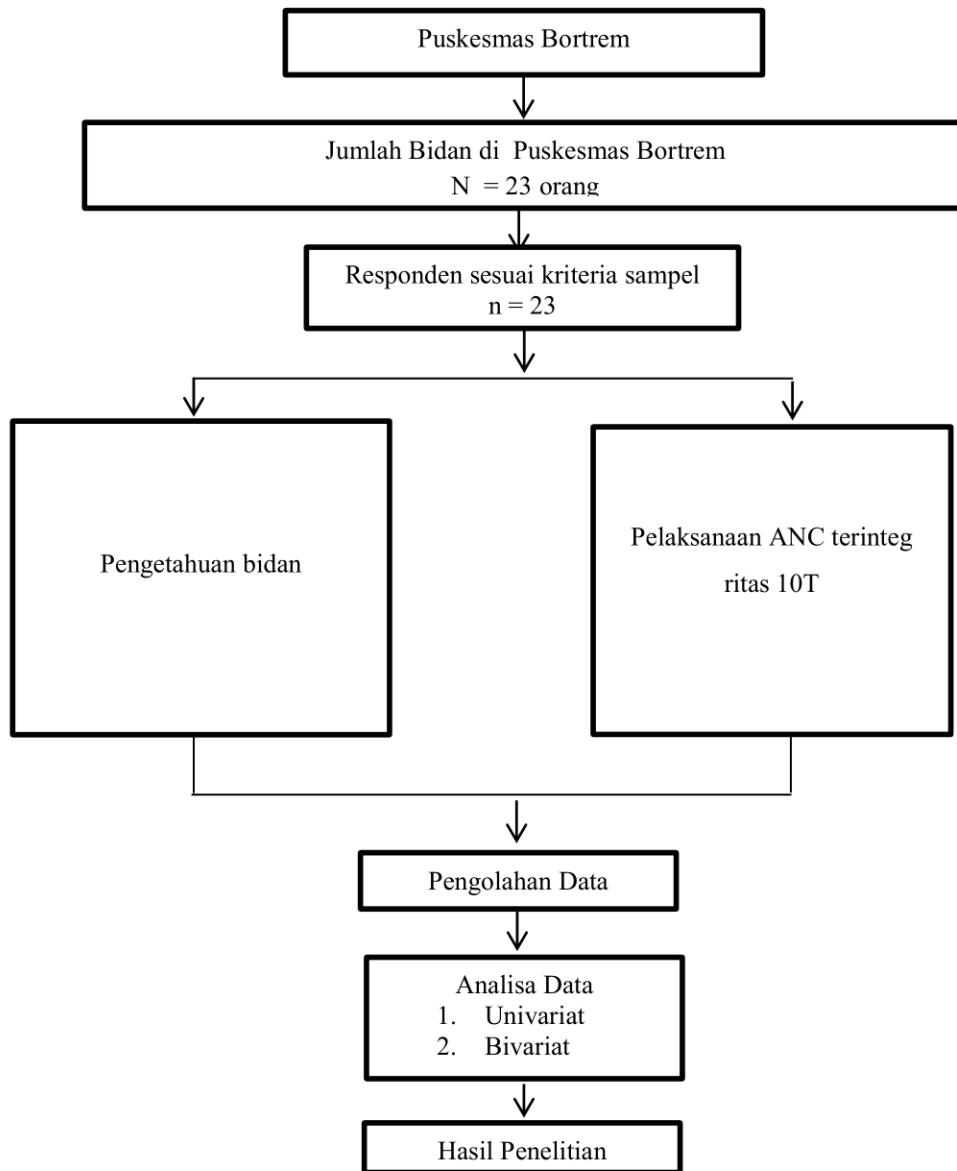 Puskesmas Bortrem
Jumlah Bidan di Puskesmas Bortrem
N = 23 orang
Responden sesuai kriteria sampel
n = 23
Pengetahuan bidan
Pelaksanaan ANC terinteg
ritas 10T
Pengolahan Data
Analisa Data
1. Univariat
2. Bivariat
Hasil Penelitian